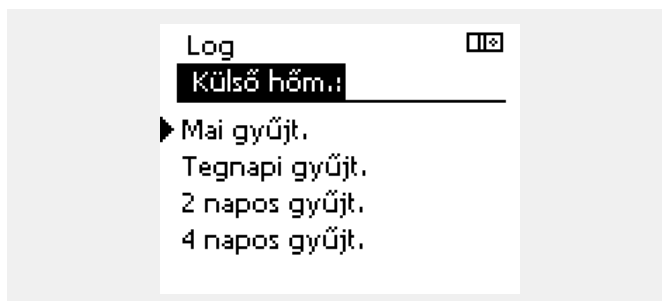 Log
Külső hőm.:
Mai gyűjt.
Tegnapi gyűjt.
2 napos gyűjt.
4 napos gyűjt.